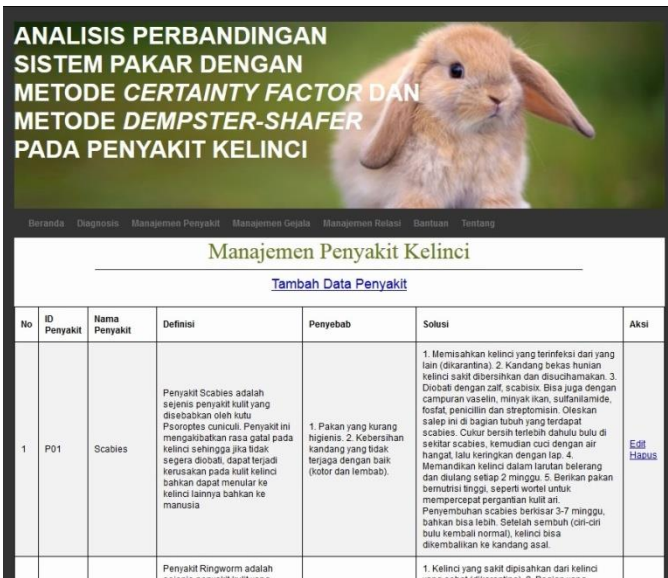 ANALISIS PERBANDINGAN
SISTEM PAKAR DENGAN
METODE CERTAINTY FACTOR DAN
METODE DEMPSTER-SHAFER
PADA PENYAKIT KELINCI
Beranda Diagnosis Manajemen Penyakit Manajemen Gejala Manajemen Relasi Bantuan Tentang
Manajemen Penyakit Kelinci
Tambah Data Penyakit
No
ID
Penyakit
Nama
Penyakit
Definisi
Penyebab
Solusi
Aksi
1
P01
Scabies
Penyakit Scabies adalah
sejenis penyakit kulit yang
disebabkan oleh kutu
Psoroptes cuniculi. Penyakit ini
mengakibatkan rasa gatal pada
kelinci sehingga jika tidak
segera diobati, dapat terjadi
kerusakan pada kulit kelinci
bahkan dapat menular ke
kelinci lainnya bahkan ke
manusia
1. Pakan yang kurang
higienis. 2. Kebersihan
kandang yang tidak
terjaga dengan baik
(kotor dan lembab).
1. Memisahkan kelinci yang terinfeksi dari yang
lain (dikarantina). 2. Kandang bekas hunian
kelinci sakit dibersihkan dan disucihamakan. 3.
Diobati dengan zalf, scabisix. Bisa juga dengan
campuran vaselin, minyak ikan, sulfanilamide,
fosfat, penicillin dan streptomisin. Oleskan
salep ini di bagian tubuh yang terdapat
scabies. Cukur bersih terlebih dahulu bulu di
sekitar scabies, kemudian cuci dengan air
hangat, lalu keringkan dengan lap. 4.
Memandikan kelinci dalam larutan belerang
dan diulang setiap 2 minggu. 5. Berikan pakan
bernutrisi tinggi, seperti wortel untuk
mempercepat pergantian kulit ari.
Penyembuhan scabies berkisar 3-7 minggu,
bahkan bisa lebih. Setelah sembuh (ciri-ciri
bulu kembali normal), kelinci bisa
dikembalikan ke kandang asal.
Edit
Hapus
Penyakit Ringworm adalah
1. Kelinci yang sakit dipisahkan dari kelinci